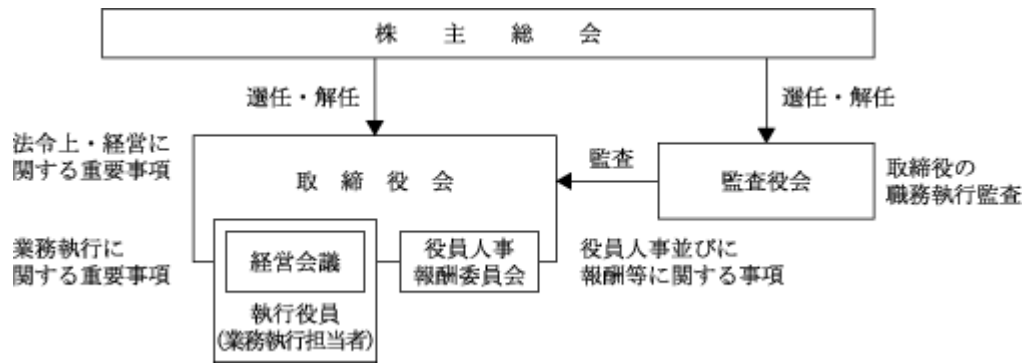 株主総会
選任・解任
選任・解任
法令上・経営に
関する重要事項
取締役会
監査
監査役会
取締役の
職務執行監査
業務執行に
関する重要事項
経営会議
役員人事
報酬委員会
役員人事並びに
報酬等に関する事項
執行役員
(業務執行担当者)